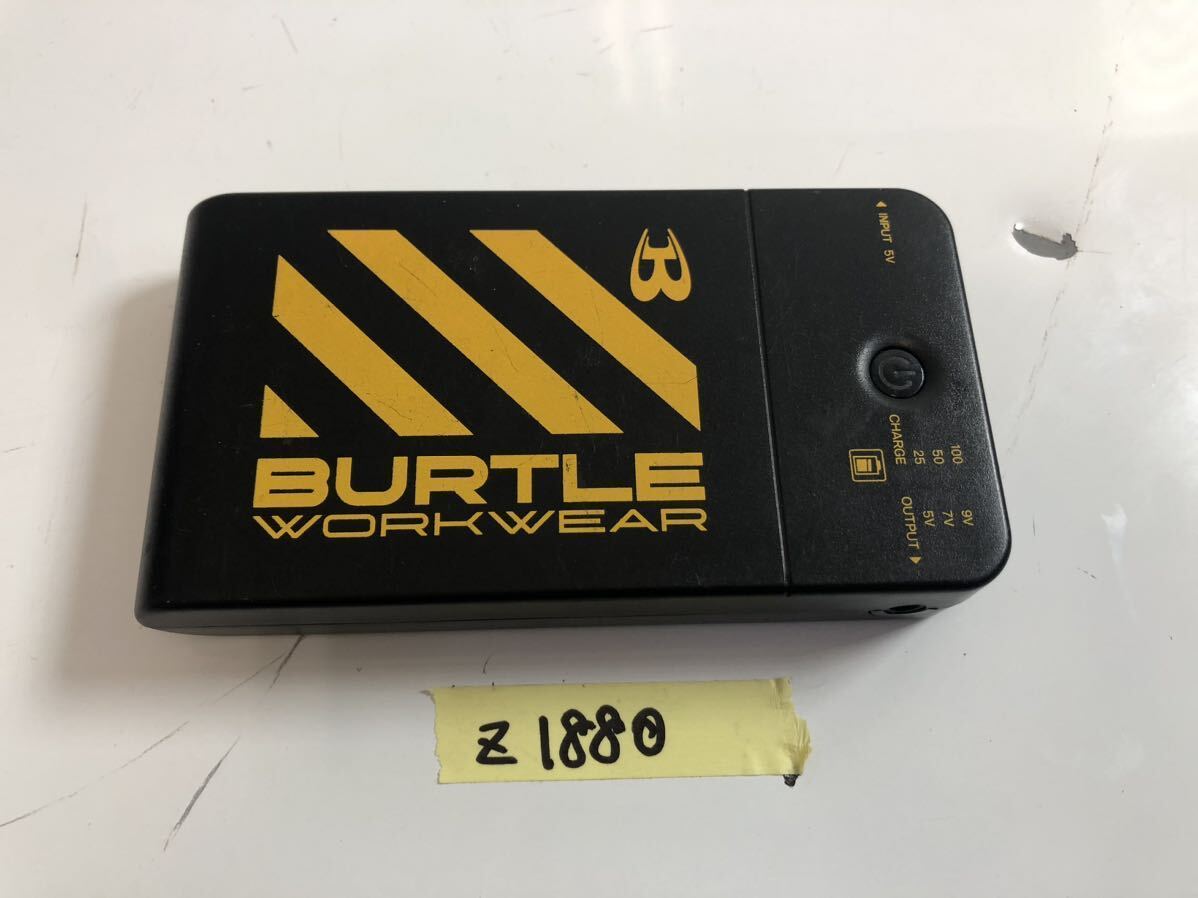 B
BURTLE
WORKWEAR
◀ INPUT 5V
100
50
25
CHARGE
9V
7V
5V
OUTPUT ▶
Z 1880